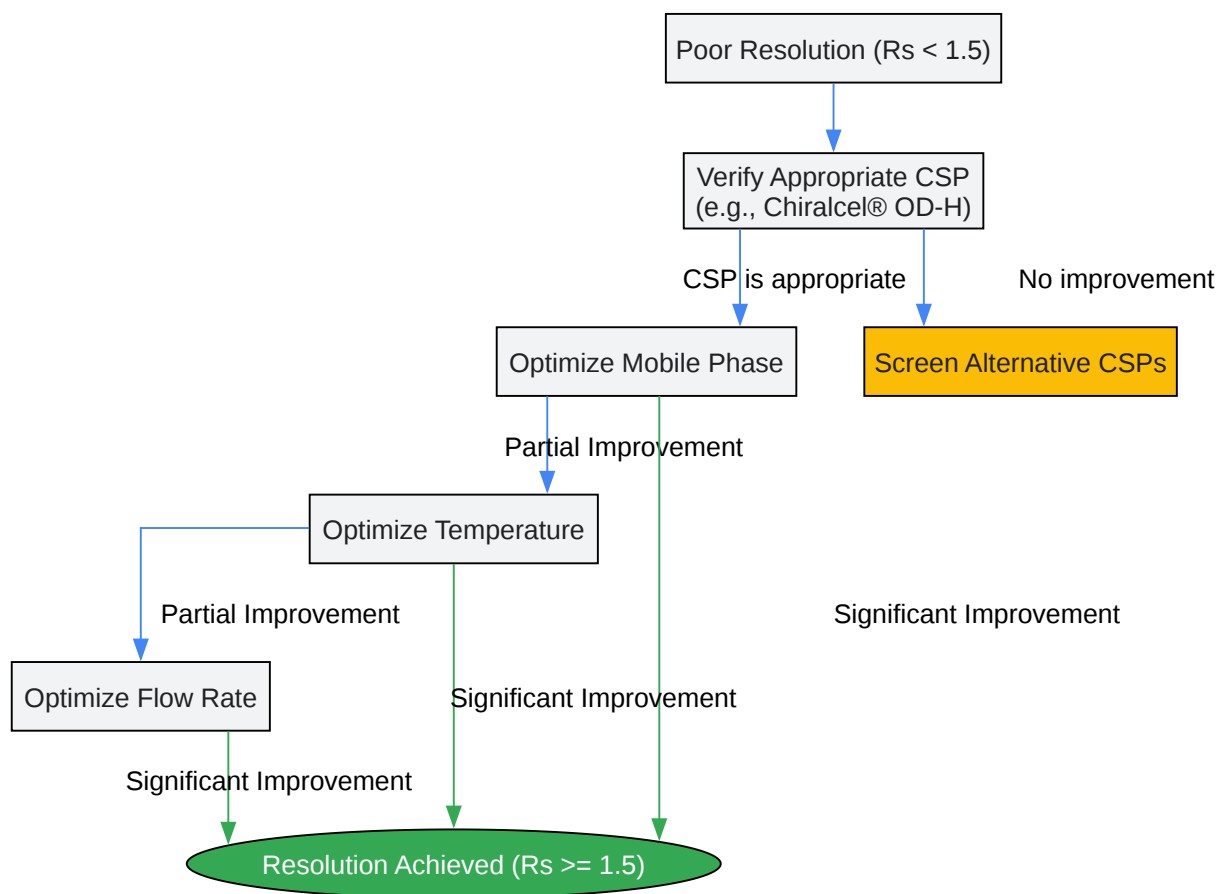 Poor Resolution (Rs < 1.5)
Verify Appropriate CSP
(e.g., Chiralcel® OD-H)
CSP is appropriate
No improvement
Optimize Mobile Phase
Screen Alternative CSPs
Partial Improvement
Optimize Temperature
Partial Improvement
Significant Improvement
Optimize Flow Rate
Significant Improvement
Significant Improvement
Resolution Achieved (Rs >= 1.5)